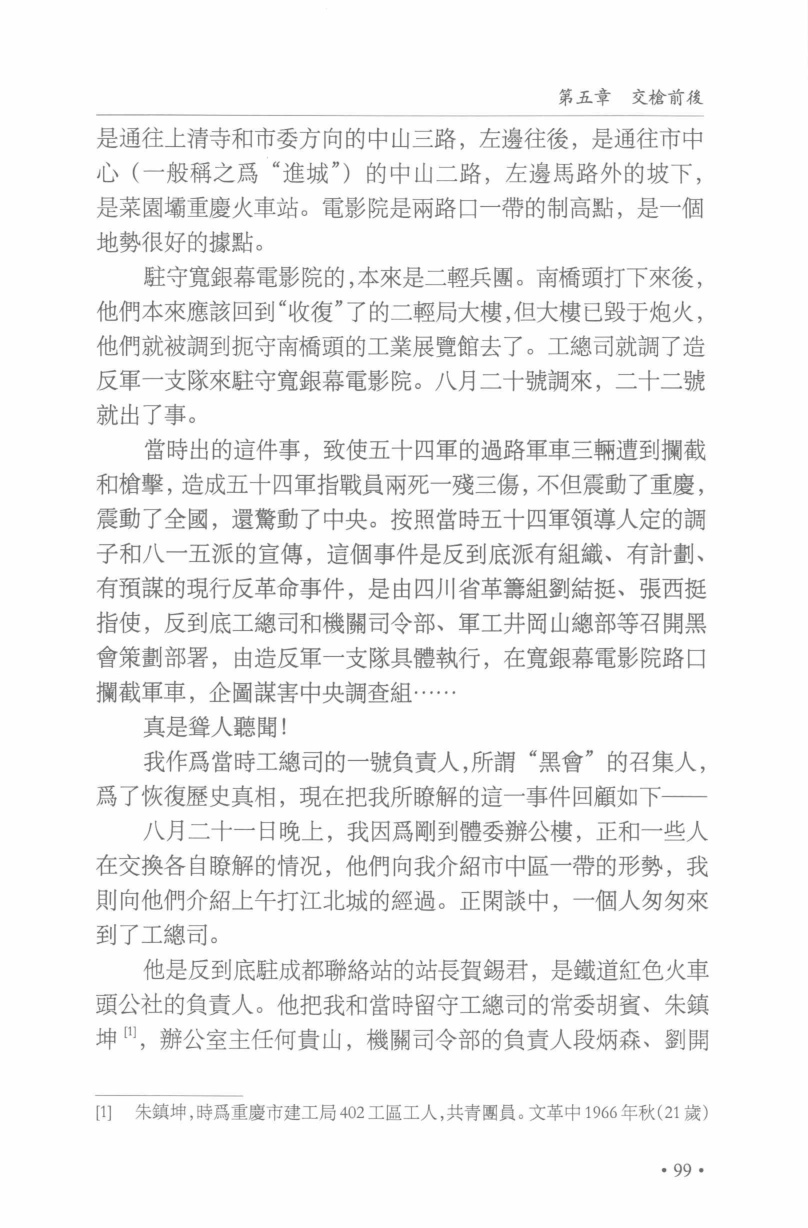 第五章　交槍前後
是通往上清寺和市委方向的中山三路，左邊往後，是通往市中
心（一般稱之爲“進城”）的中山二路，左邊馬路外的坡下，
是菜園壩重慶火車站。電影院是兩路口一帶的制高點，是一個
地勢很好的據點。
駐守寬銀幕電影院的，本來是二輕兵團。南橋頭打下來後，
他們本來應該回到“收復”了的二輕局大樓，但大樓已毀于炮火，
他們就被調到扼守南橋頭的工業展覽館去了。工總司就調了造
反軍一支隊來駐守寬銀幕電影院。八月二十號調來，二十二號
就出了事。
當時出的這件事，致使五十四軍的過路軍車三輛遭到攔截
和槍擊，造成五十四軍指戰員兩死一殘三傷，不但震動了重慶，
震動了全國，還驚動了中央。按照當時五十四軍領導人定的調
子和八一五派的宣傳，這個事件是反到底派有組織、有計劃、
有預謀的現行反革命事件，是由四川省革籌組劉結挺、張西挺
指使，反到底工總司和機關司令部、軍工井岡山總部等召開黑
會策劃部署，由造反軍一支隊具體執行，在寬銀幕電影院路口
攔截軍車，企圖謀害中央調查組……
真是聳人聽聞！
我作爲當時工總司的一號負責人，所謂“黑會”的召集人，
爲了恢復歷史真相，現在把我所瞭解的這一事件回顧如下——
八月二十一日晚上，我因爲剛到體委辦公樓，正和一些人
在交換各自瞭解的情况，他們向我介紹市中區一帶的形勢，我
則向他們介紹上午打江北城的經過。正閑談中，一個人匆匆來
到了工總司。
他是反到底駐成都聯絡站的站長賀錫君，是鐵道紅色火車
頭公社的負責人。他把我和當時留守工總司的常委胡賓、朱鎮
坤[1]，辦公室主任何貴山，機關司令部的負責人段炳森、劉開
[1]　朱鎮坤，時爲重慶市建工局402工區工人，共青團員。文革中1966年秋（21歲）
·99·